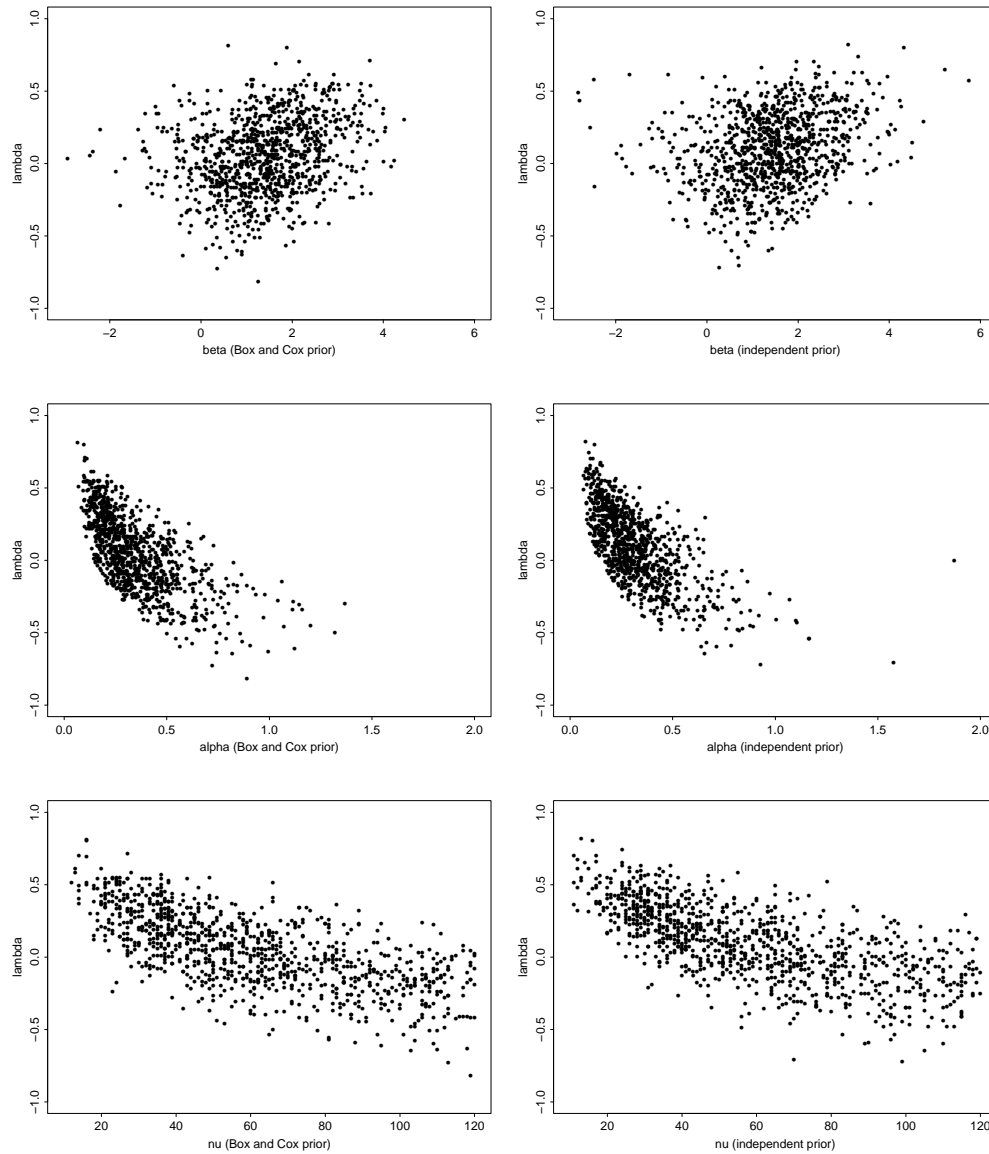 lambda
1.0
0.5
0.0
−0.5
−1.0
−2 0 2 4 6
beta (Box and Cox prior)
lambda
1.0
0.5
0.0
−0.5
−1.0
−2 0 2 4 6
beta (independent prior)
lambda
1.0
0.5
0.0
−0.5
−1.0
0.0 0.5 1.0 1.5 2.0
alpha (Box and Cox prior)
lambda
1.0
0.5
0.0
−0.5
−1.0
0.0 0.5 1.0 1.5 2.0
alpha (independent prior)
lambda
1.0
0.5
0.0
−0.5
−1.0
20 40 60 80 100 120
nu (Box and Cox prior)
lambda
1.0
0.5
0.0
−0.5
−1.0
20 40 60 80 100 120
nu (independent prior)